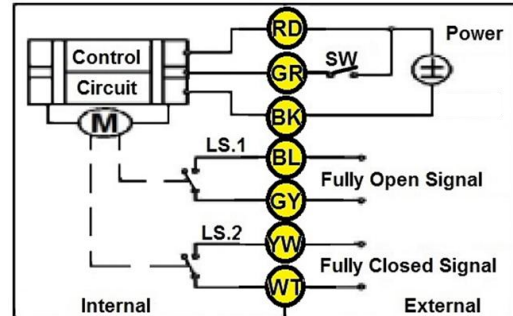 RD
Power
Control
SW
GR
Circuit
BK
M
LS.1
BL
Fully Open Signal
GY
LS.2
YW
Fully Closed Signal
WT
Internal
External